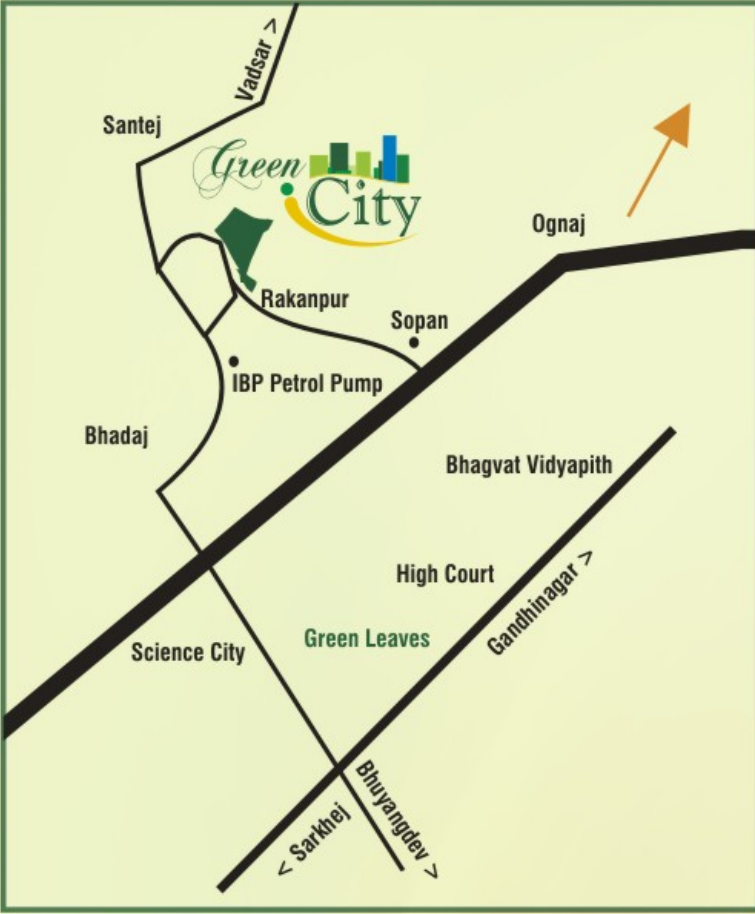 Vadsar >
Santej
Green
City
Ognaj
Rakanpur
Sopan
IBP Petrol Pump
Bhadaj
Bhagvat Vidyapith
High Court
Gandhinagar >
Green Leaves
Science City
Bhuyangdev >
< Sarkhej